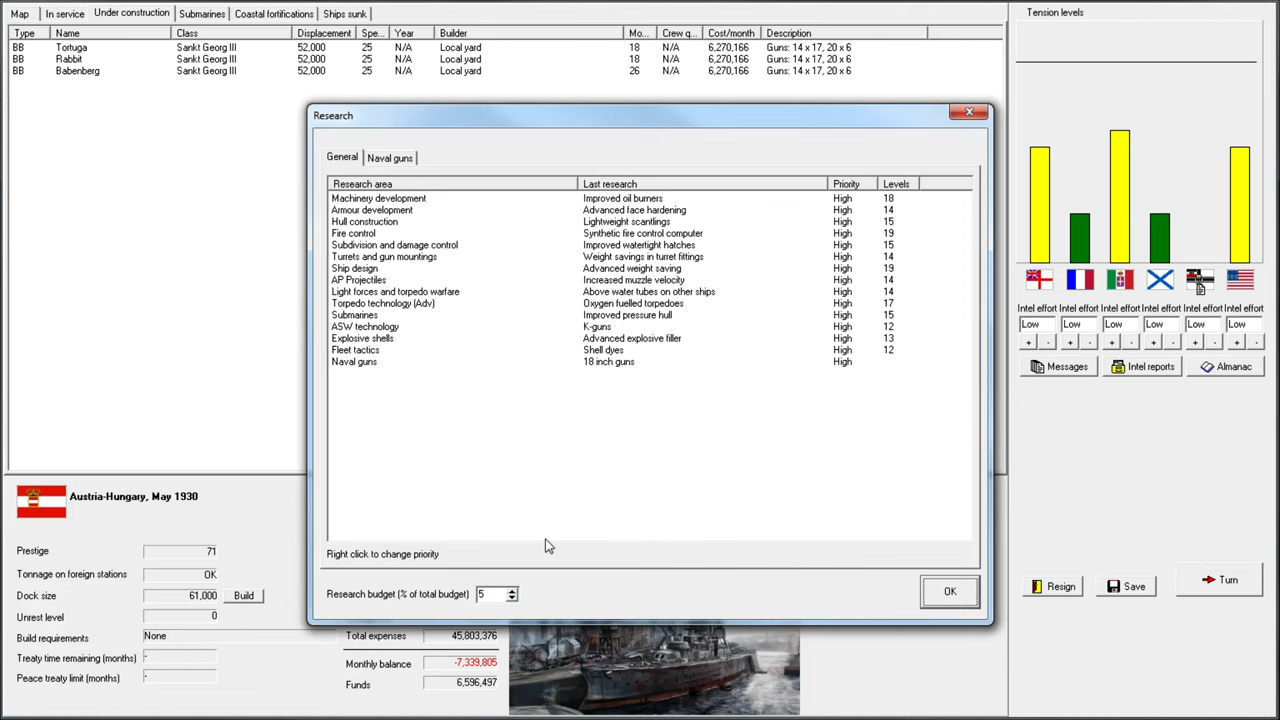 Map In service Under construction Submarines Coastal fortifications Ships sunk
Type Name Class Displacement Spe... Year Builder Mo... Crew q... Cost/month Description
BB Tortuga Sankt Georg III 52,000 25 N/A Local yard 18 N/A 6,270,166 Guns: 14 x 17, 20 x 6
BB Rabbit Sankt Georg III 52,000 25 N/A Local yard 18 N/A 6,270,166 Guns: 14 x 17, 20 x 6
BB Babenberg Sankt Georg III 52,000 25 N/A Local yard 26 N/A 6,270,166 Guns: 14 x 17, 20 x 6
Research
General Naval guns
Research area Last research Priority Levels
Machinery development Improved oil burners High 18
Armour development Advanced face hardening High 14
Hull construction Lightweight scantlings High 15
Fire control Synthetic fire control computer High 19
Subdivision and damage control Improved watertight hatches High 15
Turrets and gun mountings Weight savings in turret fittings High 14
Ship design Advanced weight saving High 19
AP Projectiles Increased muzzle velocity High 14
Light forces and torpedo warfare Above water tubes on other ships High 14
Torpedo technology (Adv) Oxygen fuelled torpedoes High 17
Submarines Improved pressure hull High 15
ASW technology K-guns High 12
Explosive shells Advanced explosive filler High 13
Fleet tactics Shell dyes High 12
Naval guns 18 inch guns High
Right click to change priority
Research budget (% of total budget) 5
OK
Austria-Hungary, May 1930
Prestige 71
Tonnage on foreign stations OK
Dock size 61,000 Build
Unrest level 0
Build requirements None
Treaty time remaining (months) -
Peace treaty limit (months) -
Total expenses 45,803,376
Monthly balance -7,339,805
Funds 6,596,497
Tension levels
Intel effort Intel effort Intel effort Intel effort Intel effort Intel effort
Low Low Low Low Low Low
+ - + - + - + - + - + -
Messages Intel reports Almanac
Resign Save Turn